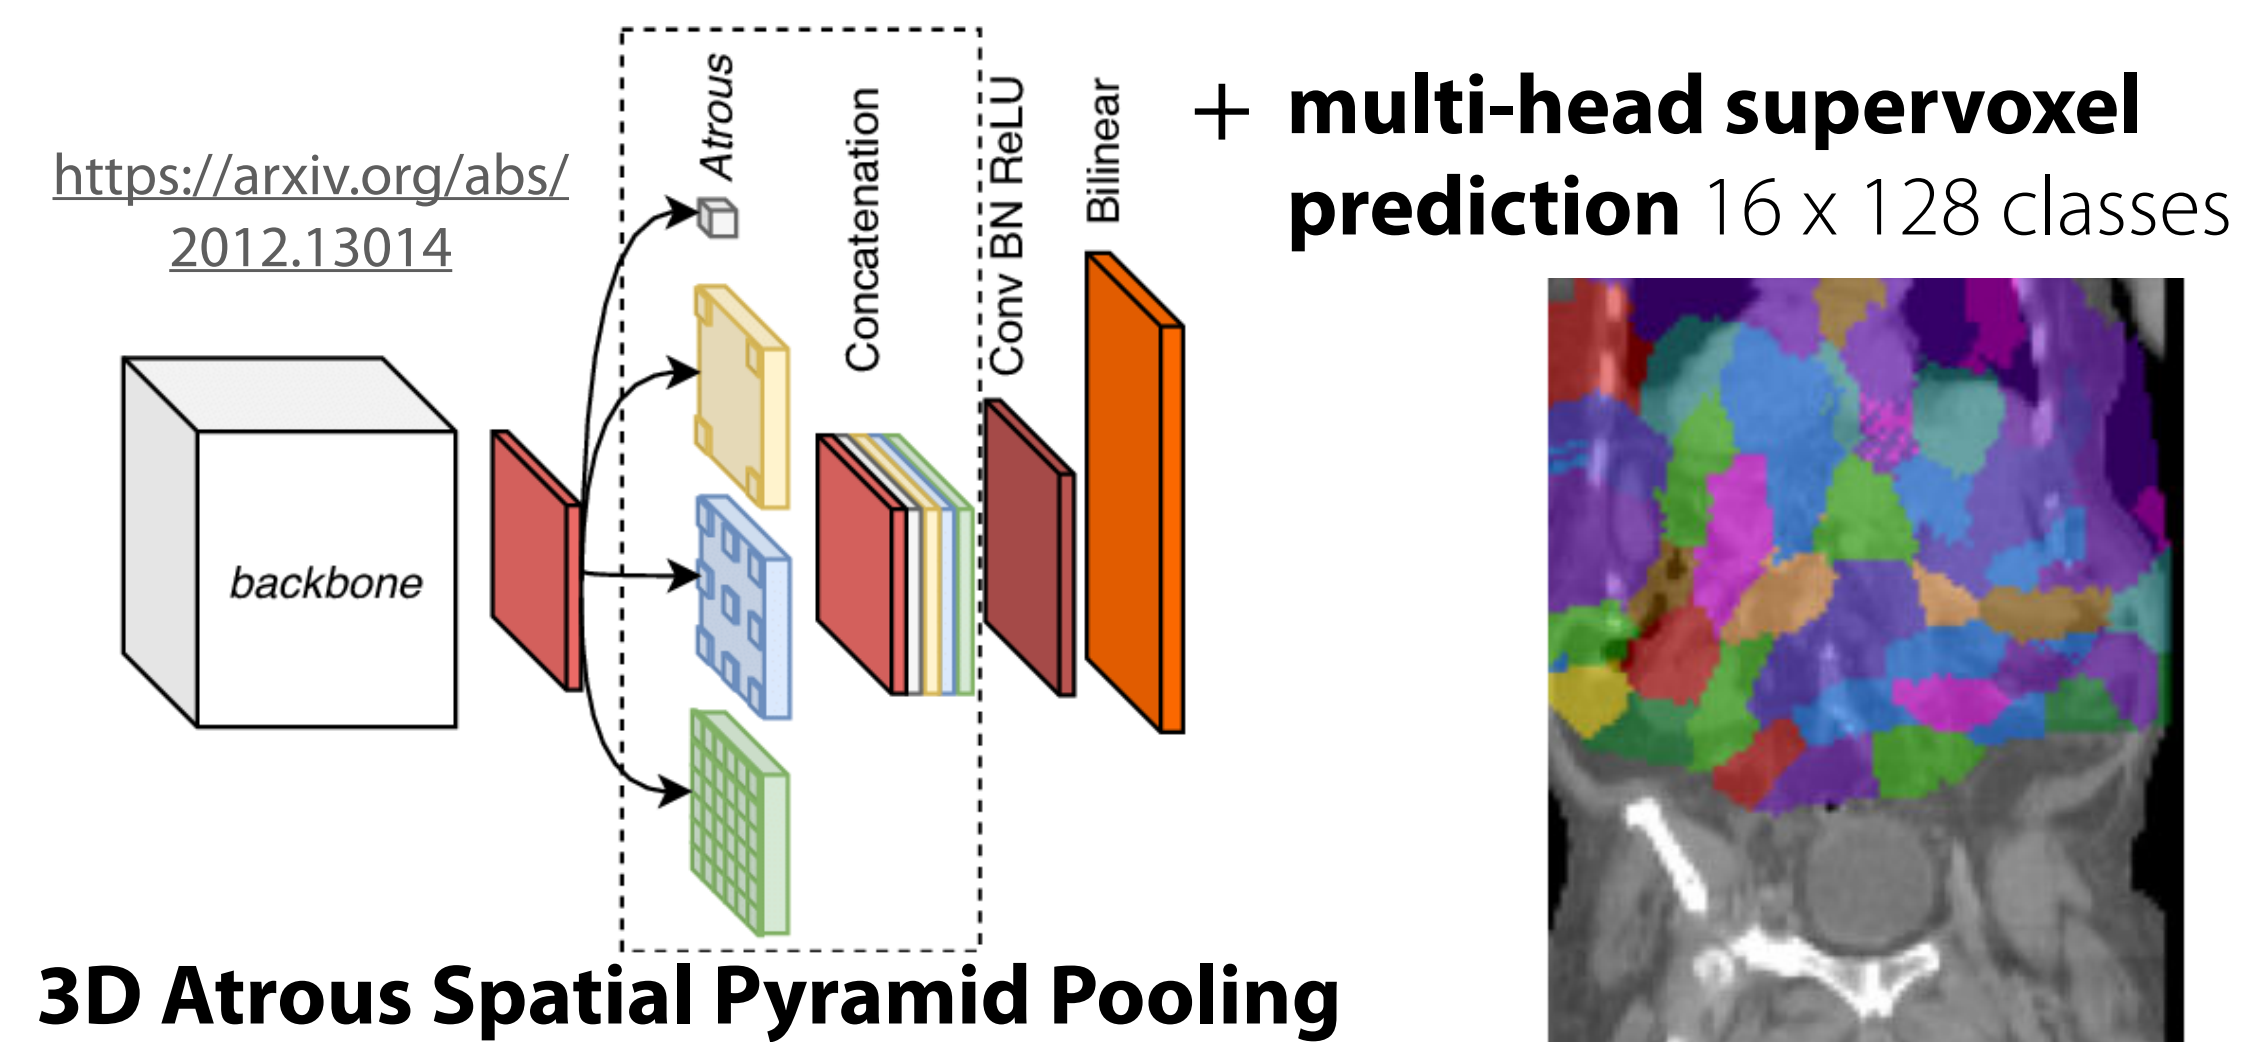 https://arxiv.org/abs/
2012.13014
backbone
Atrous
Concatenation
Conv BN ReLU
Bilinear
+ multi-head supervoxel
prediction 16 x 128 classes
3D Atrous Spatial Pyramid Pooling